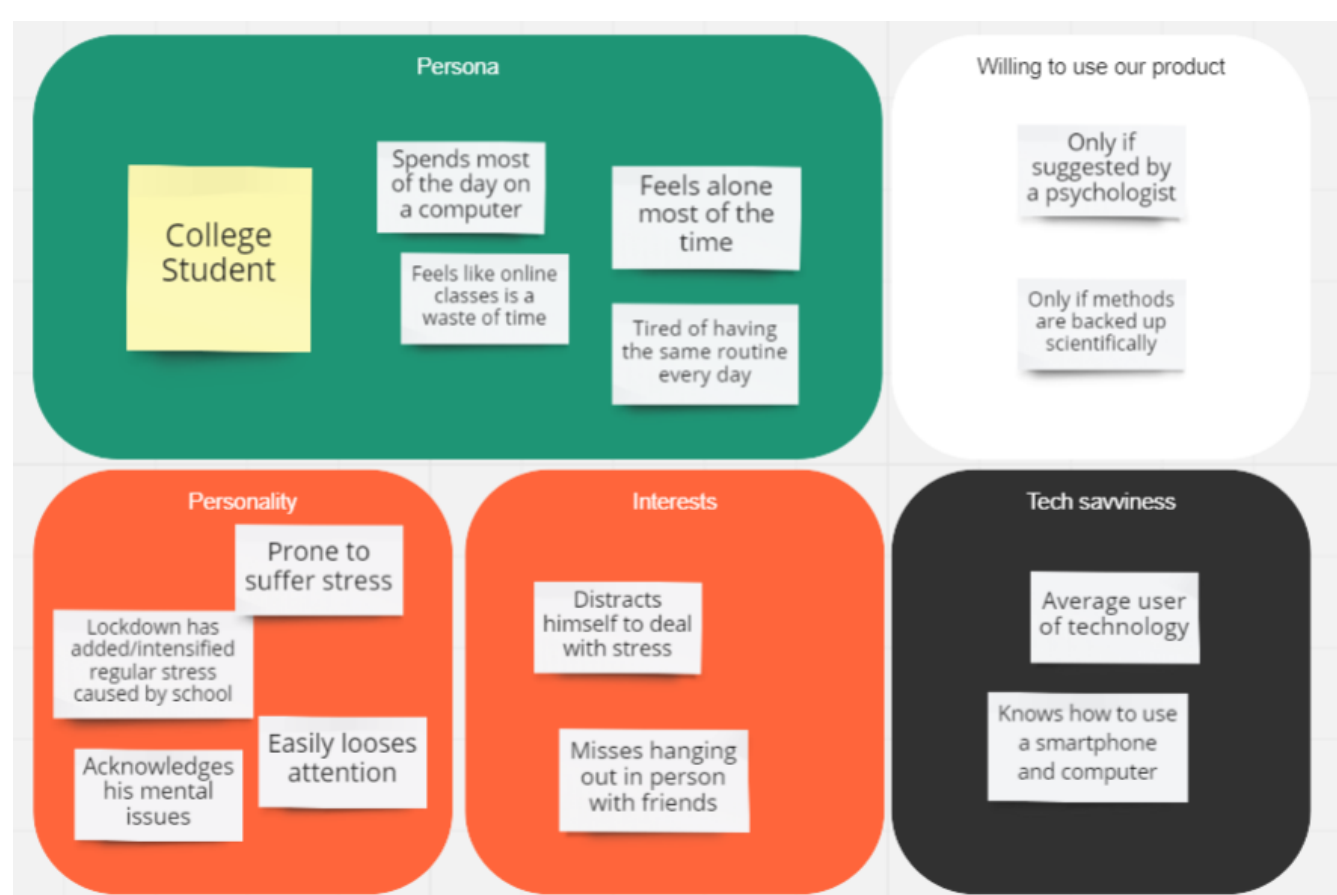 Persona
College
Student
Spends most
of the day on
a computer
Feels like online
classes is a
waste of time
Feels alone
most of the
time
Tired of having
the same routine
every day
Willing to use our product
Only if
suggested by
a psychologist
Only if methods
are backed up
scientifically
Personality
Prone to
suffer stress
Lockdown has
added/intensified
regular stress
caused by school
Easily looses
attention
Acknowledges
his mental
issues
Interests
Distracts
himself to deal
with stress
Misses hanging
out in person
with friends
Tech savviness
Average user
of technology
Knows how to use
a smartphone
and computer